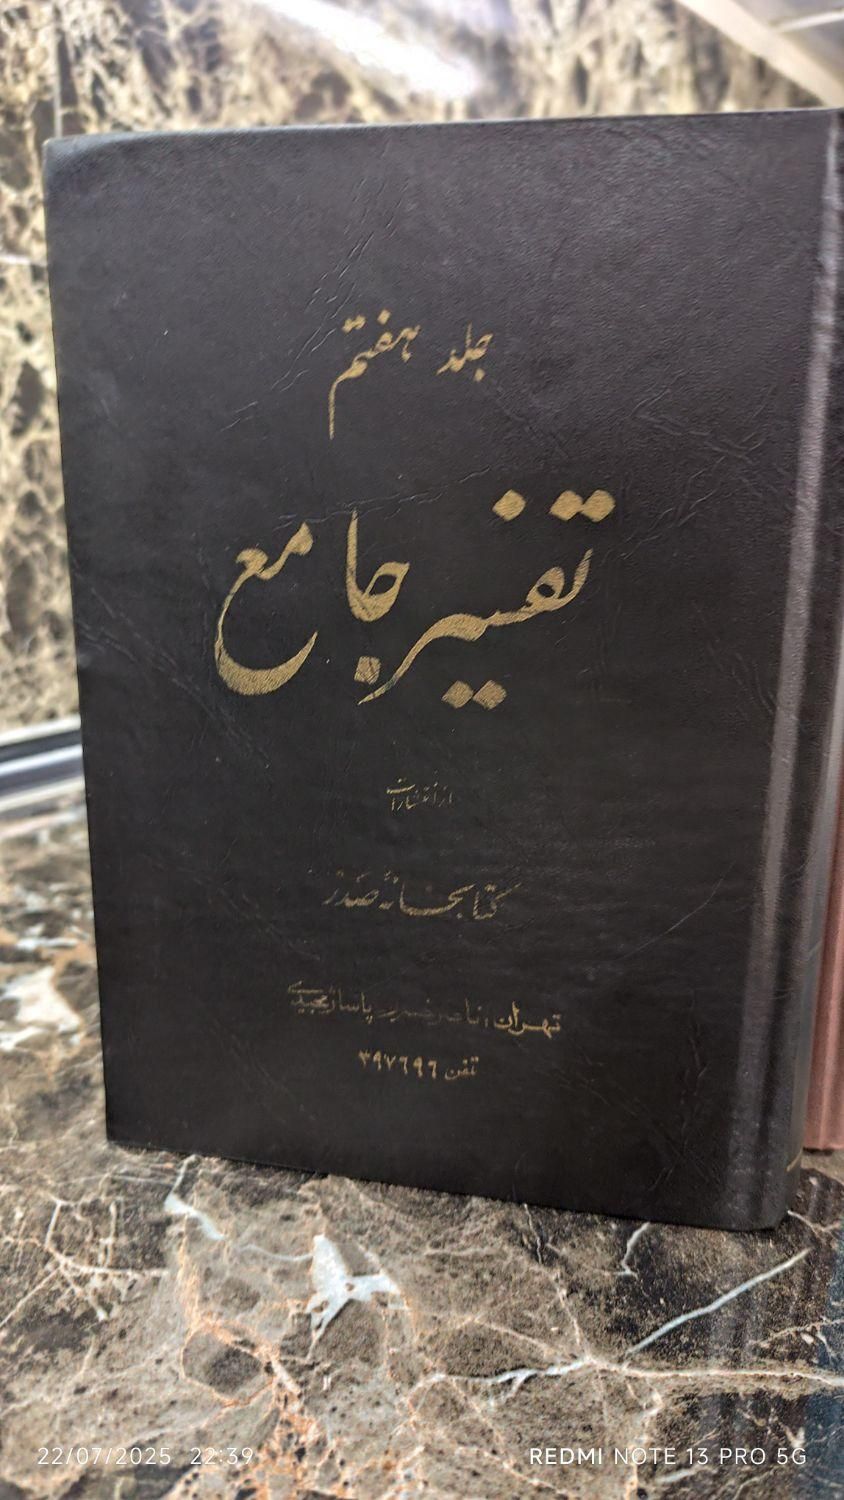 جلد هفتم
تفسیر جامع
از انتشارات
کتابخانه صدر
تهران، ناصرخسرو پاساژ مجیدی
تلفن ۳۹۷۶۹۶
22/07/2025 22:39
REDMI NOTE 13 PRO 5G